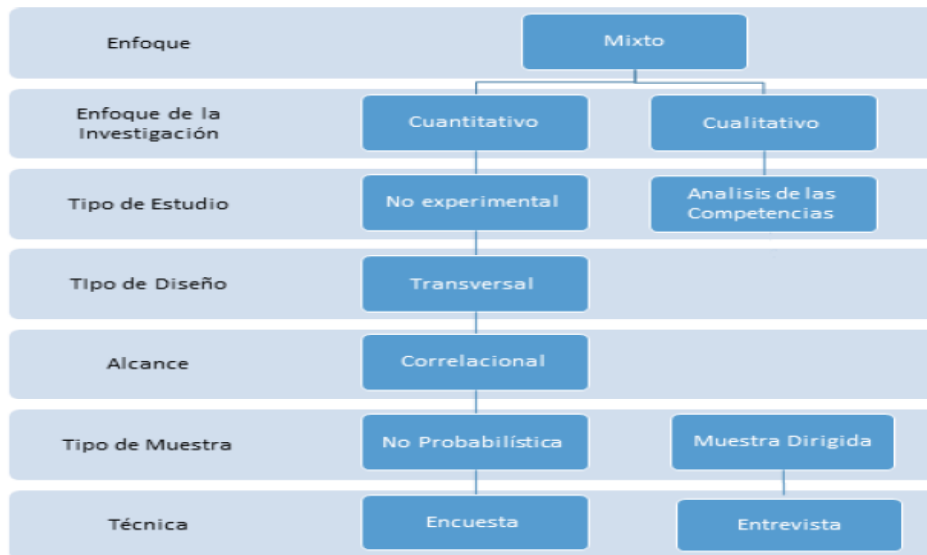 Enfoque
Mixto
Enfoque de la
Investigación
Cuantitativo
Cualitativo
Tipo de Estudio
No experimental
Analisis de las
Competencias
TIpo de Diseño
Transversal
Alcance
Correlacional
Tipo de Muestra
No Probabilística
Muestra Dirigida
Técnica
Encuesta
Entrevista